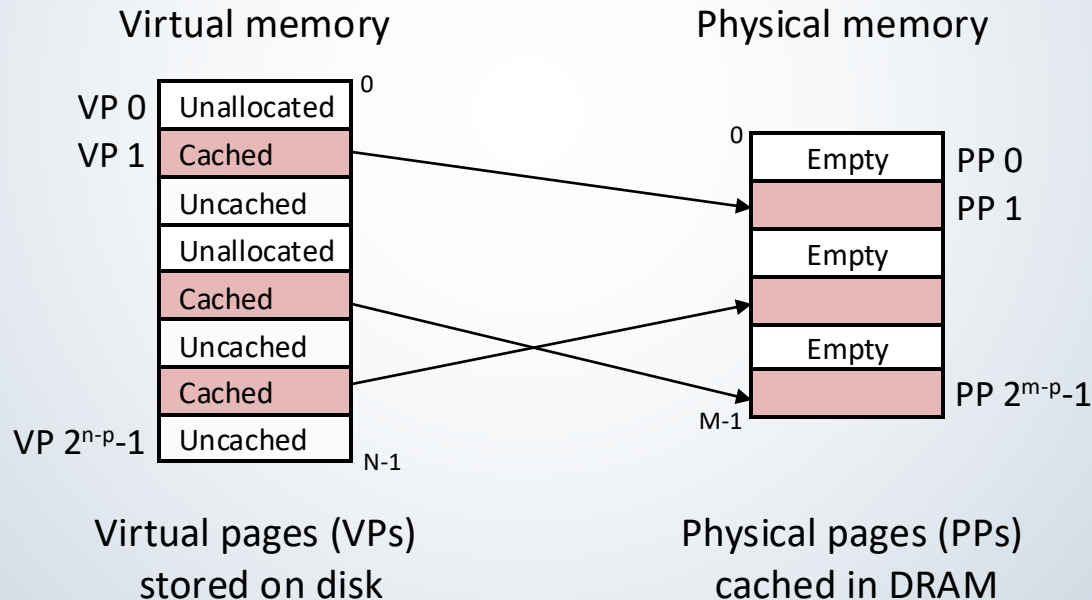 Virtual memory
Physical memory
0
VP 0
Unallocated
VP 1
Cached
Uncached
Unallocated
Cached
Uncached
Cached
VP 2ⁿ⁻ᵖ-1
Uncached
N-1
0
Empty
PP 0
PP 1
Empty
Empty
PP 2ᵐ⁻ᵖ-1
M-1
Virtual pages (VPs)
stored on disk
Physical pages (PPs)
cached in DRAM